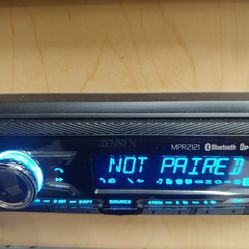 JENSEN
MPR2121 Bluetooth
NOT PAIRED
SOURCE